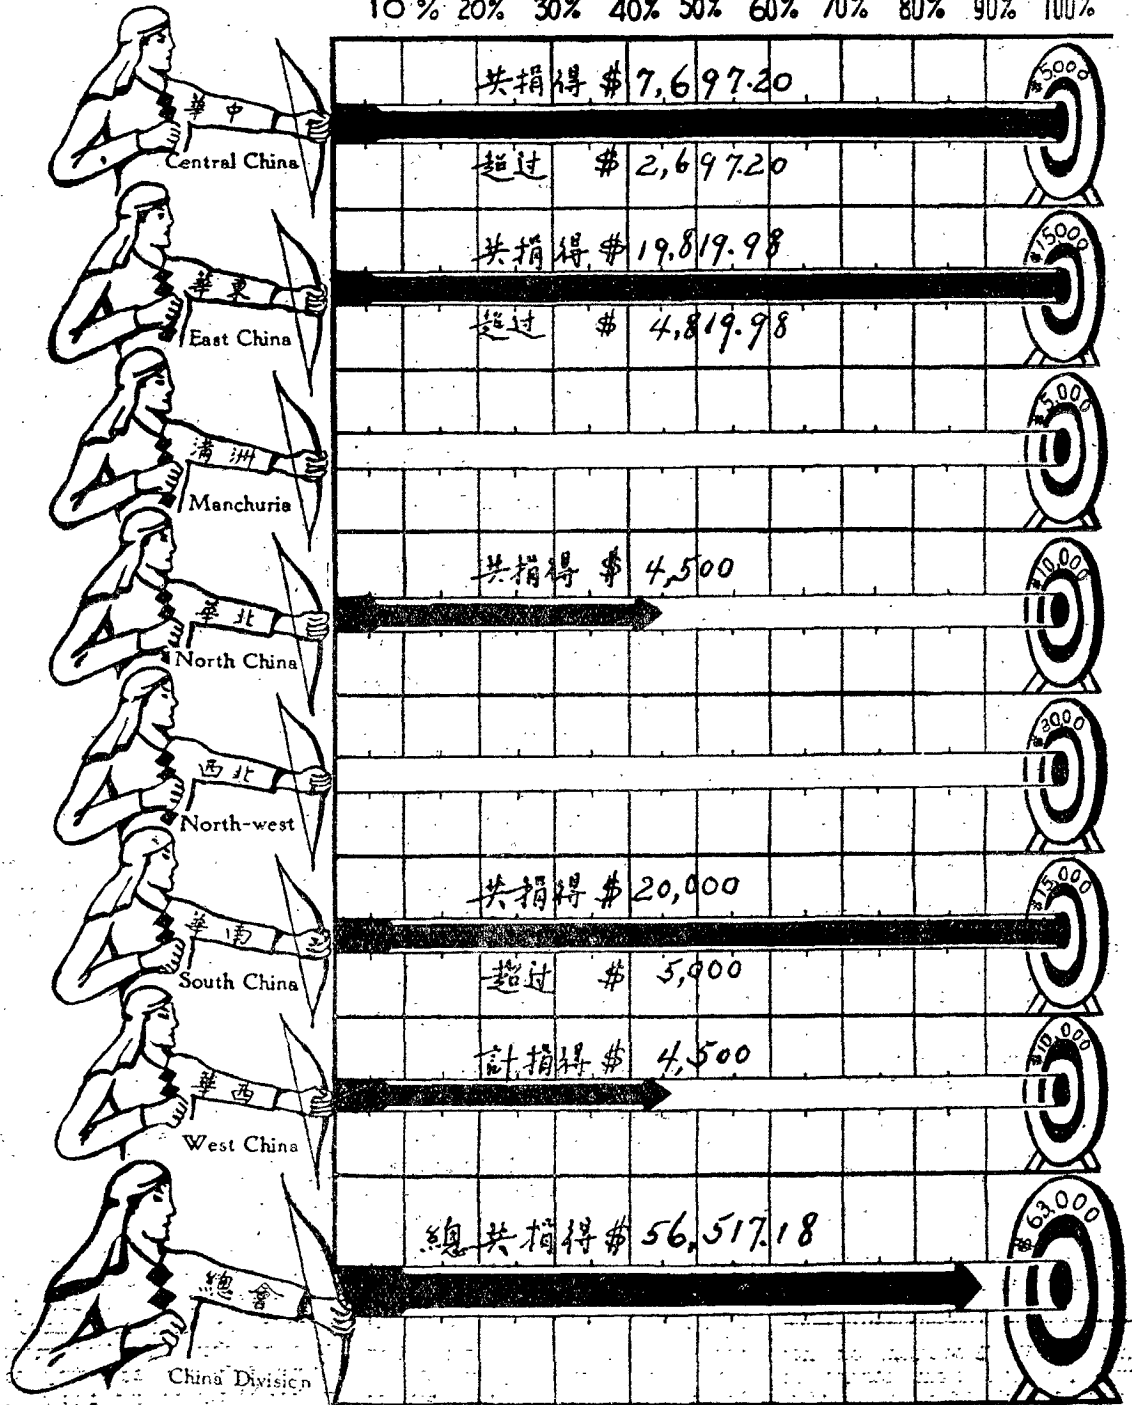 10% 20% 30% 40% 50% 60% 70% 80% 90% 100%
共捐得 $7,697.20
$5000
華中
Central China
超过 $2,697.20
共捐得 $19,819.98
$15000
華東
East China
超过 $4,819.98
$5,000
滿洲
Manchuria
共捐得 $4,500
$10,000
華北
North China
$3000
西北
North-west
共捐得 $20,000
$15,000
華南
South China
超过 $5,000
計捐得 $4,500
$10,000
華西
West China
總共捐得 $56,517.18
$63,000
總會
China Division